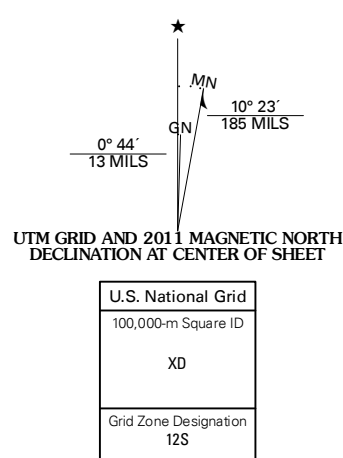 ★
MN
GN
10° 23´
185 MILS
0° 44´
13 MILS
UTM GRID AND 2011 MAGNETIC NORTH
DECLINATION AT CENTER OF SHEET
U.S. National Grid
100,000-m Square ID
XD
Grid Zone Designation
12S